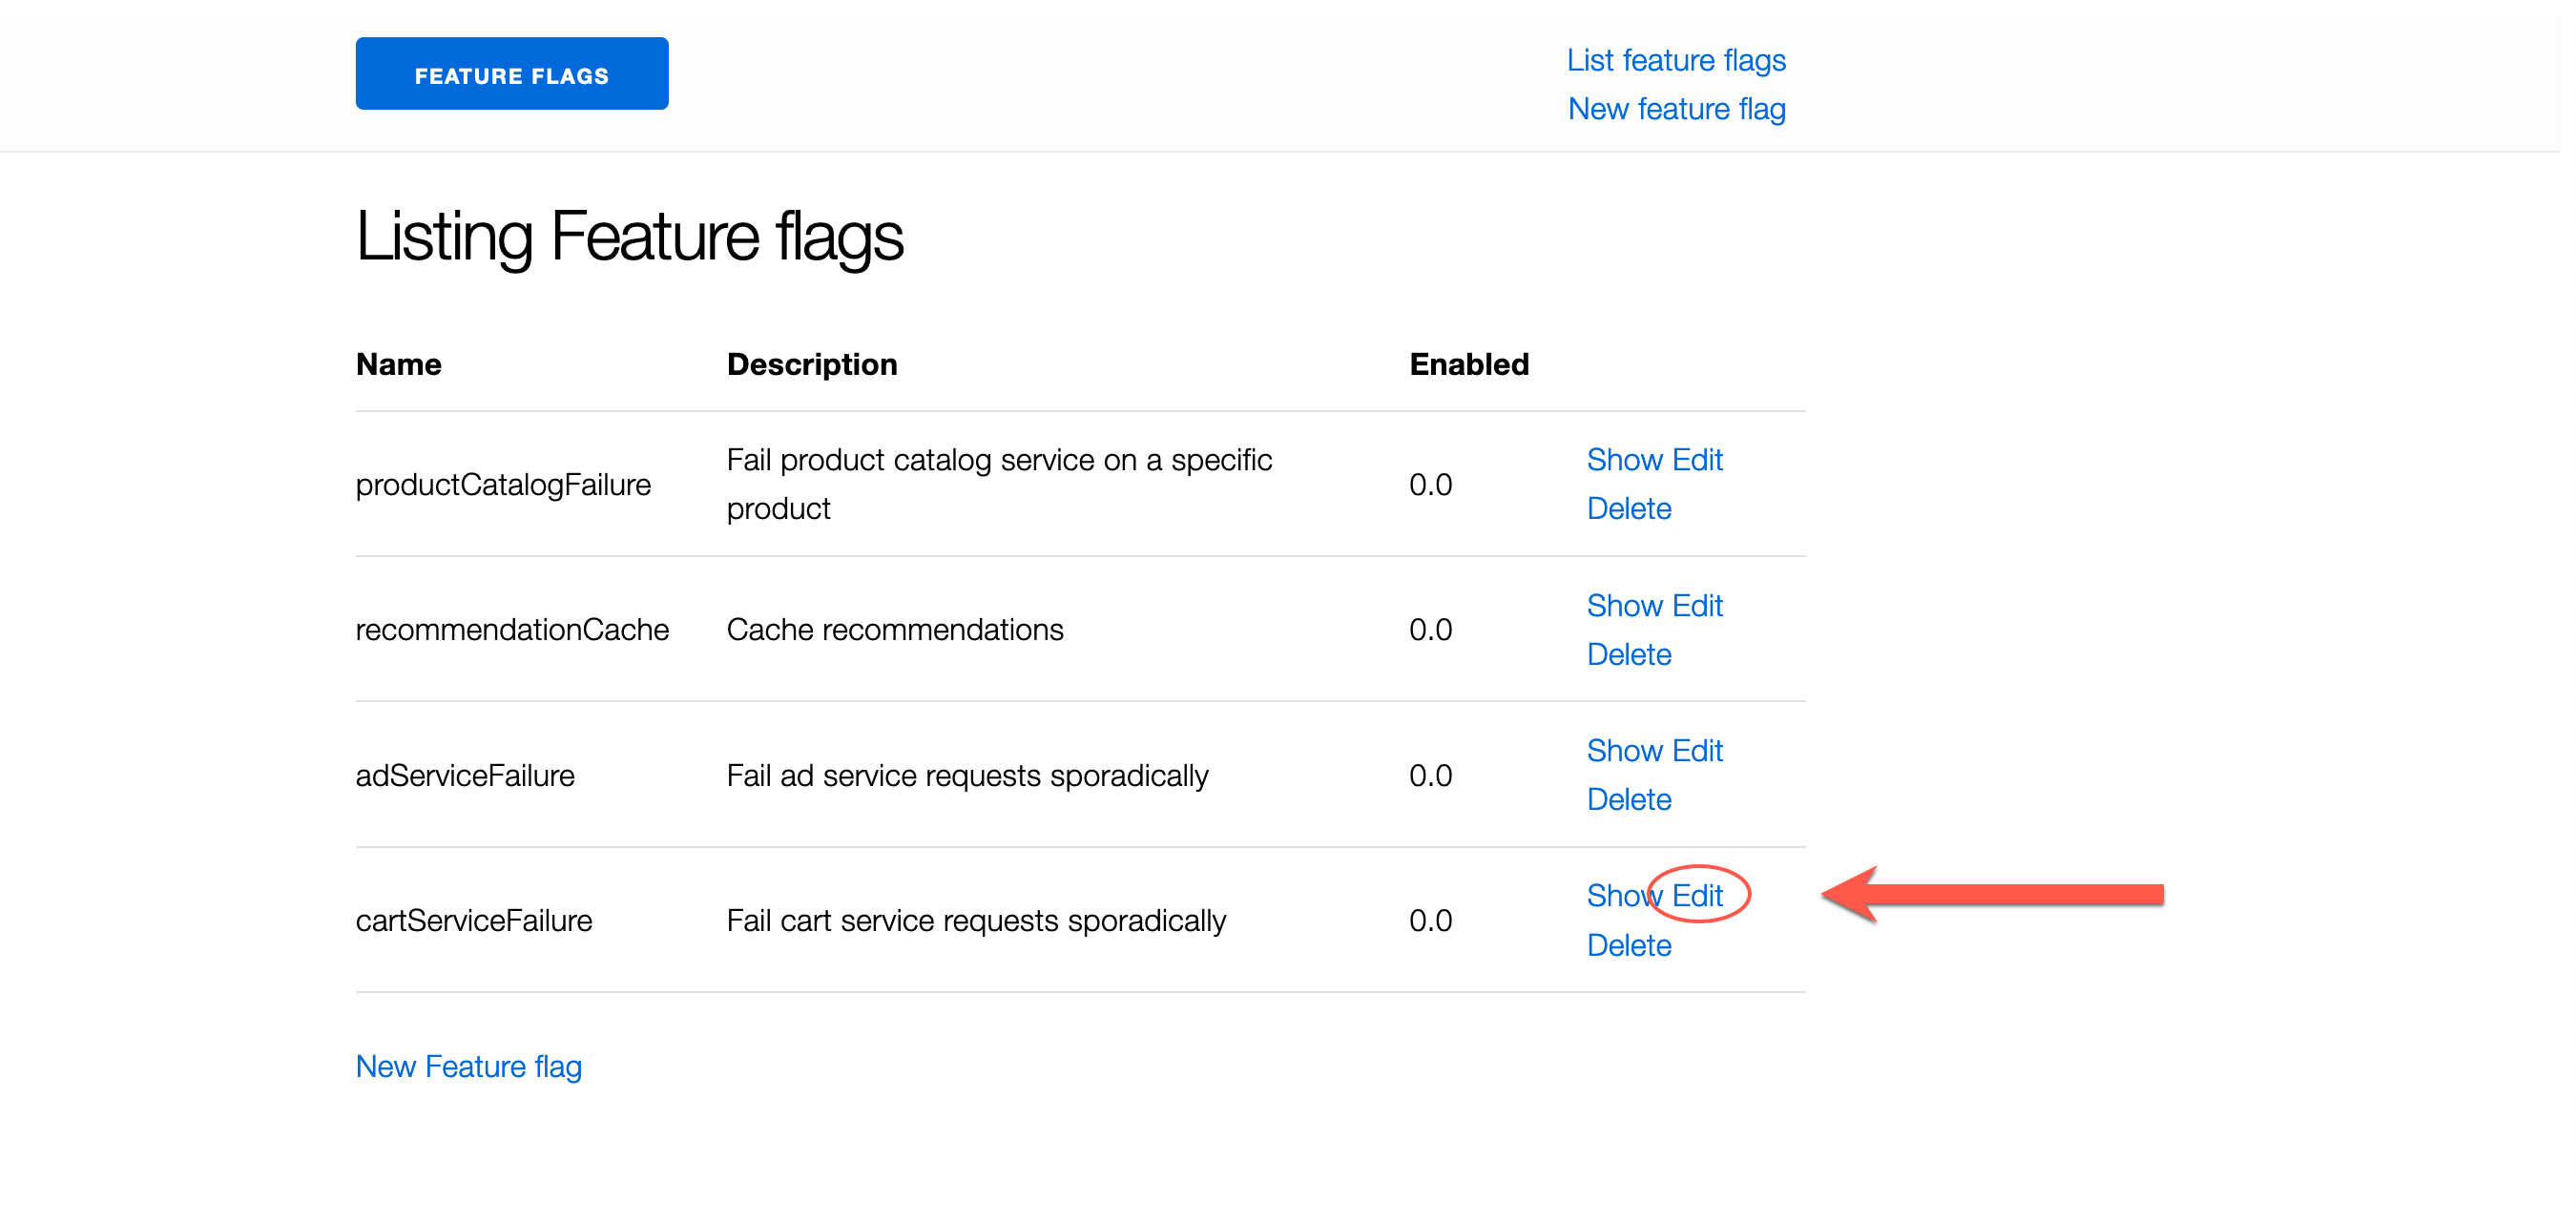 FEATURE FLAGS
List feature flags
New feature flag
Listing Feature flags
Name Description Enabled
productCatalogFailure Fail product catalog service on a specific product 0.0 Show Edit Delete
recommendationCache Cache recommendations 0.0 Show Edit Delete
adServiceFailure Fail ad service requests sporadically 0.0 Show Edit Delete
cartServiceFailure Fail cart service requests sporadically 0.0 Show Edit Delete
New Feature flag